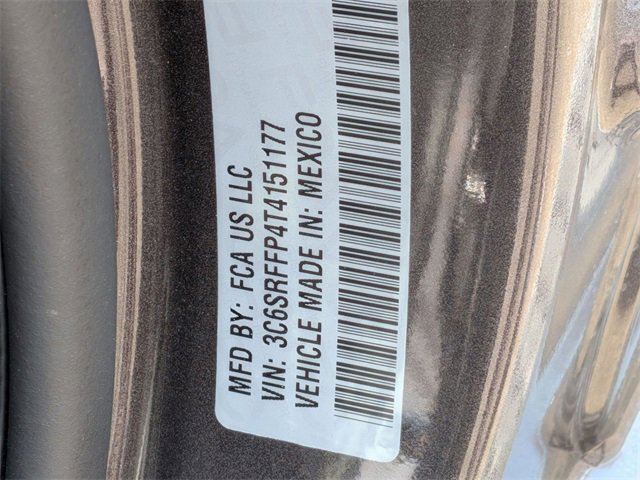 MFD BY: FCA US LLC
VIN: 3C6SRFFP4T4151177
VEHICLE MADE IN: MEXICO